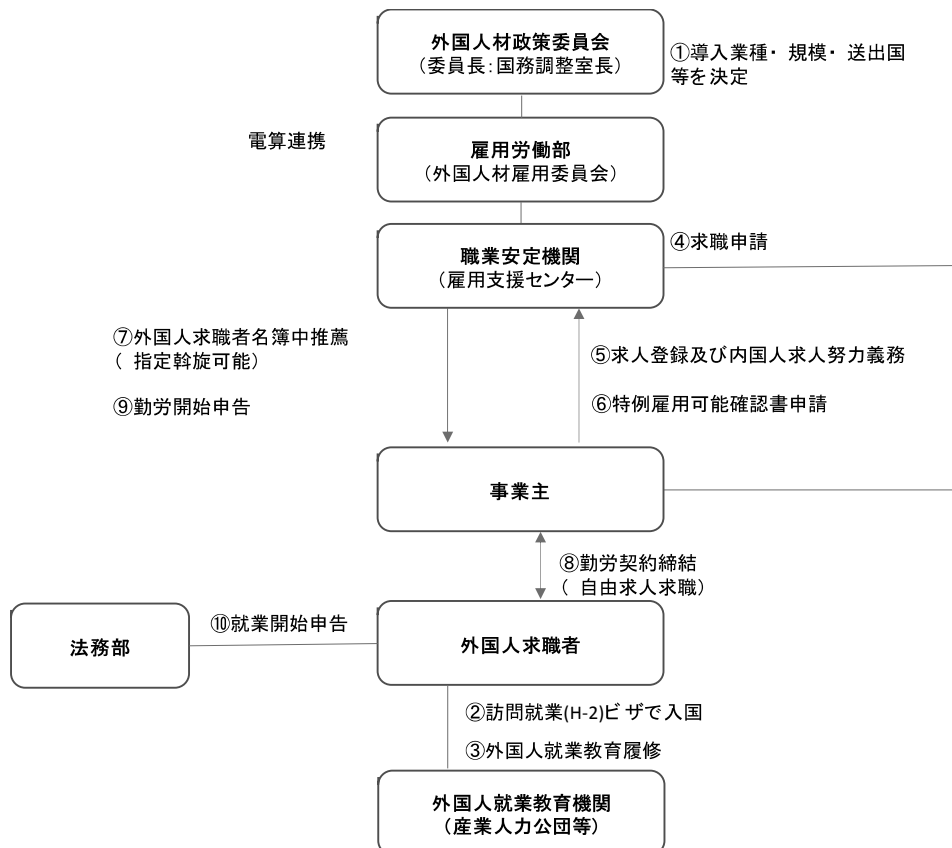 外国人材政策委員会
（委員長：国務調整室長）
①導入業種・ 規模・ 送出国
等を決定
電算連携
雇用労働部
（外国人材雇用委員会）
職業安定機関
（雇用支援センター）
④求職申請
⑦外国人求職者名簿中推薦
（ 指定斡旋可能）
⑨勤労開始申告
⑤求人登録及び内国人求人努力義務
⑥特例雇用可能確認書申請
事業主
⑧勤労契約締結
（ 自由求人求職）
法務部
⑩就業開始申告
外国人求職者
②訪問就業(H-2)ビ ザで入国
③外国人就業教育履修
外国人就業教育機関
（産業人力公団等）